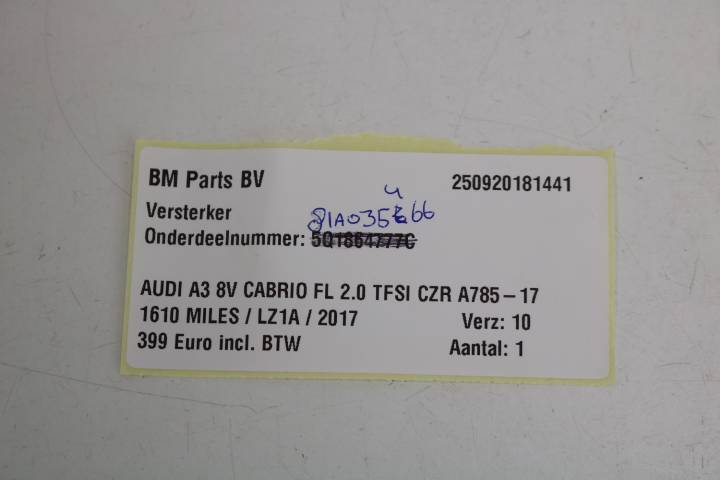 BM Parts BV 250920181441
Versterker
81A035466
Onderdeelnummer: 5Q1864777C
AUDI A3 8V CABRIO FL 2.0 TFSI CZR A785-17
1610 MILES / LZ1A / 2017 Verz: 10
399 Euro incl. BTW Aantal: 1